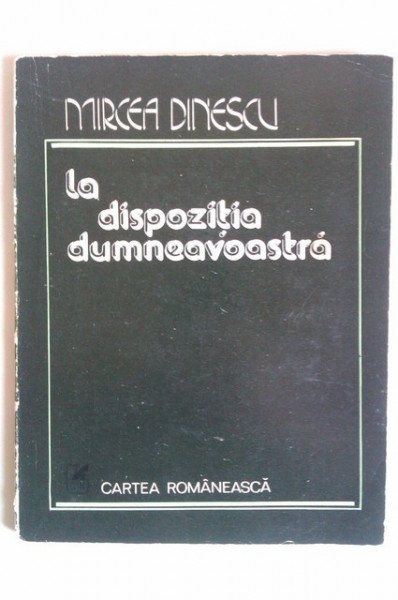 MIRCEA DINESCU
la
dispoziția
dumneavoastră
CARTEA ROMÂNEASCĂ